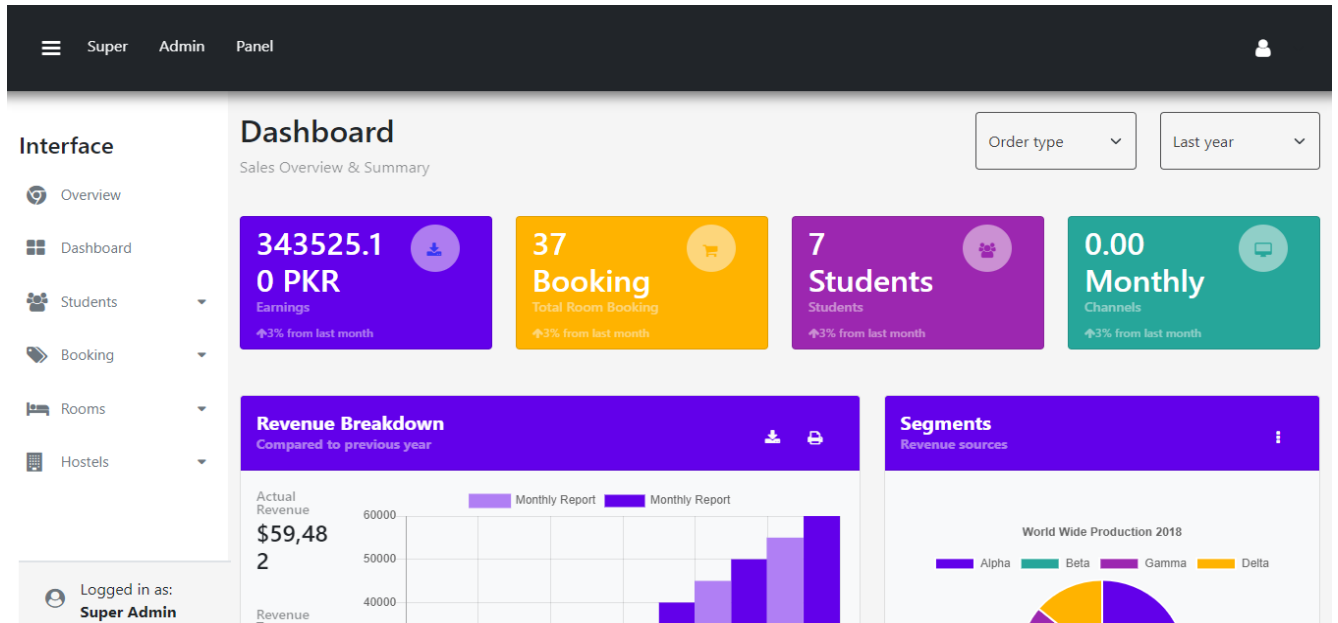 Super Admin Panel
Interface
Overview
Dashboard
Students
Booking
Rooms
Hostels
Logged in as:
Super Admin
Dashboard
Sales Overview & Summary
Order type
Last year
343525.1
0 PKR
Earnings
3% from last month
37
Booking
Total Room Booking
3% from last month
7
Students
Students
3% from last month
0.00
Monthly
Channels
3% from last month
Revenue Breakdown
Compared to previous year
Actual
Revenue
$59,48
2
Revenue
Monthly Report Monthly Report
60000
50000
40000
Segments
Revenue sources
World Wide Production 2018
Alpha Beta Gamma Delta